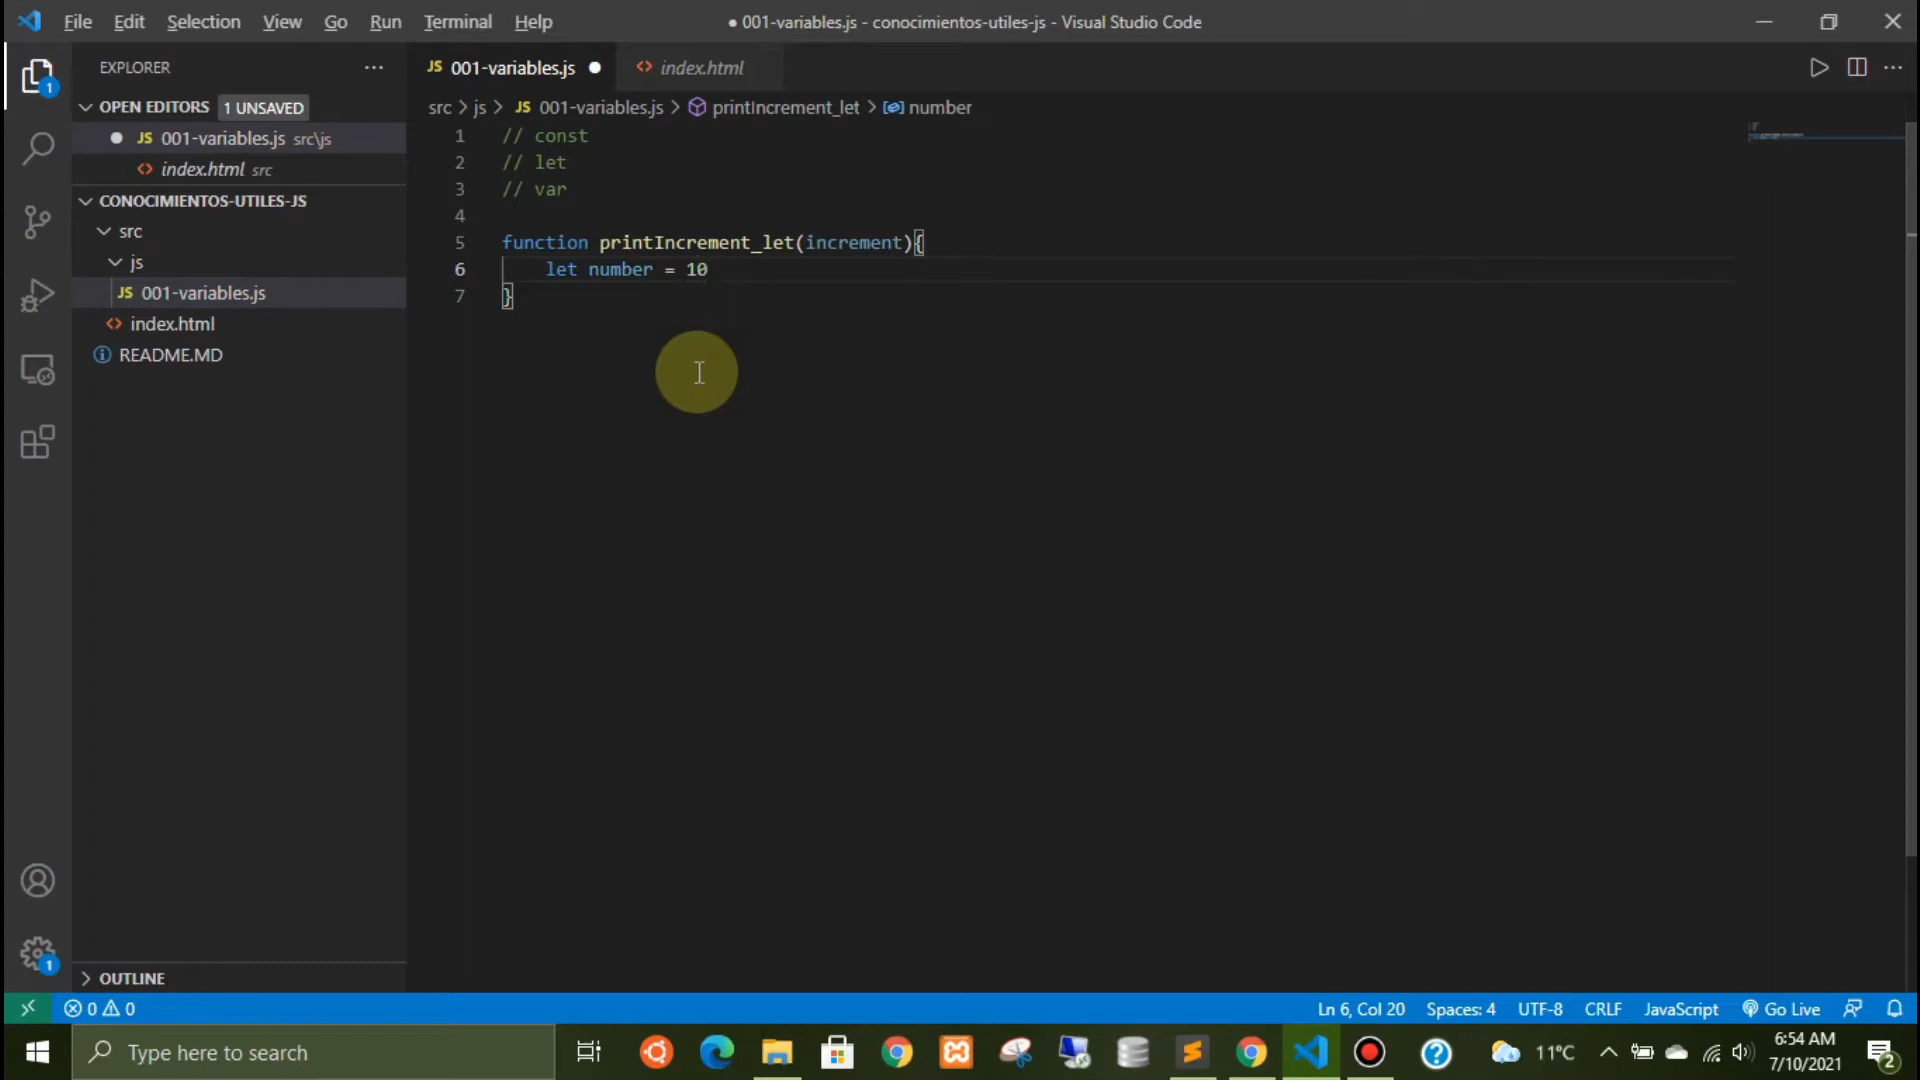 File Edit Selection View Go Run Terminal Help
● 001-variables.js - conocimientos-utiles-js - Visual Studio Code
EXPLORER
OPEN EDITORS 1 UNSAVED
JS 001-variables.js src\js
index.html src
CONOCIMIENTOS-UTILES-JS
src
js
JS 001-variables.js
index.html
README.MD
OUTLINE
JS 001-variables.js ● <> index.html
src > js > JS 001-variables.js > printIncrement_let > number
1 // const
2 // let
3 // var
4
5 function printIncrement_let(increment){
6 let number = 10
7 }
1
1
0 0
Ln 6, Col 20 Spaces: 4 UTF-8 CRLF JavaScript Go Live
Type here to search
11°C
6:54 AM
7/10/2021
2